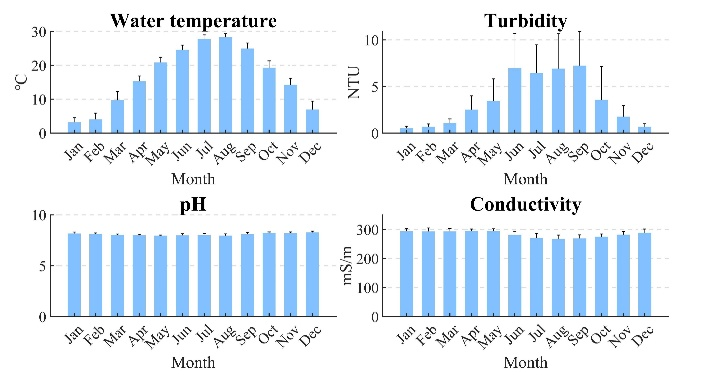 Water temperature
30
20
10
0
°C
Jan Feb Mar Apr May Jun Jul Aug Sep Oct Nov Dec
Month
Turbidity
10
5
0
NTU
Jan Feb Mar Apr May Jun Jul Aug Sep Oct Nov Dec
Month
pH
10
5
0
Jan Feb Mar Apr May Jun Jul Aug Sep Oct Nov Dec
Month
Conductivity
300
200
100
0
mS/m
Jan Feb Mar Apr May Jun Jul Aug Sep Oct Nov Dec
Month